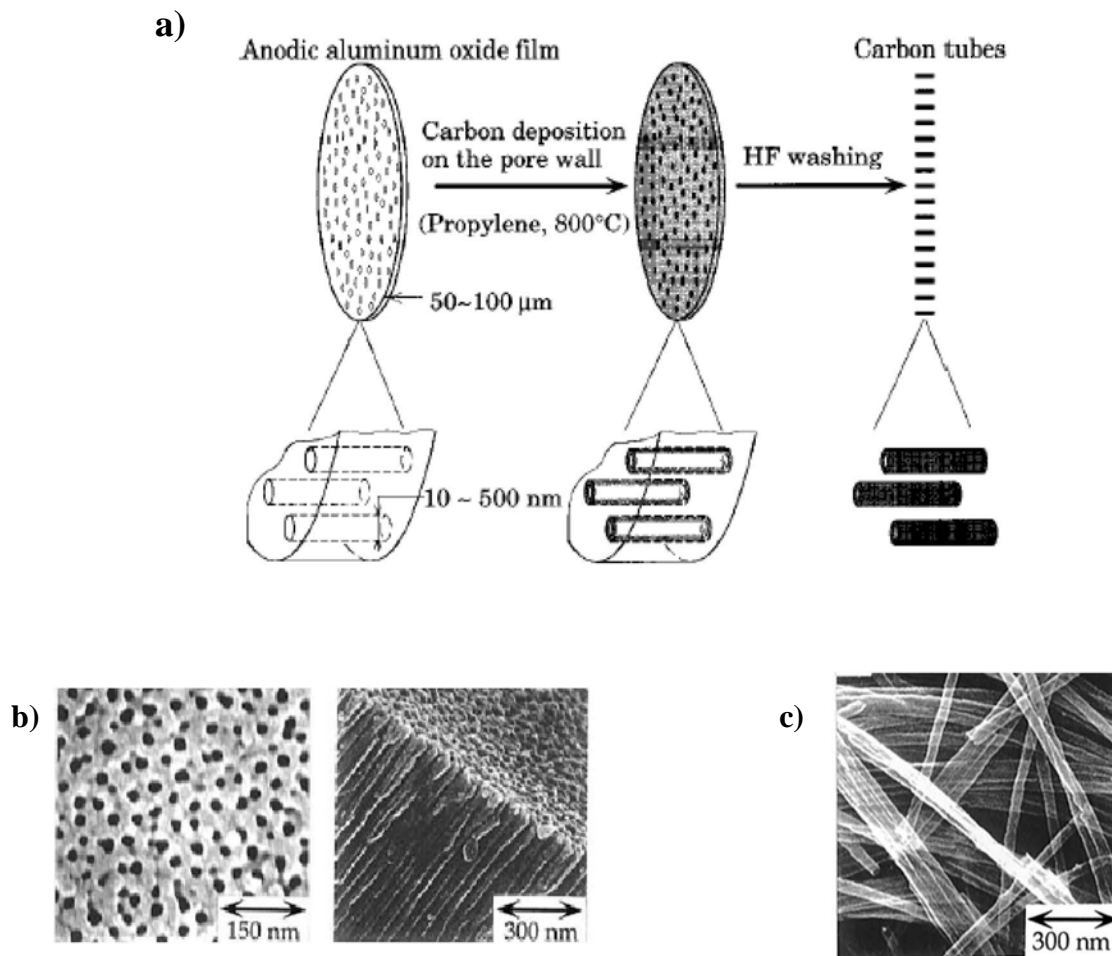 a)
Anodic aluminum oxide film
Carbon tubes
Carbon deposition
on the pore wall
HF washing
(Propylene, 800°C)
50~100 μm
10 ~ 500 nm
b)
150 nm
300 nm
c)
300 nm